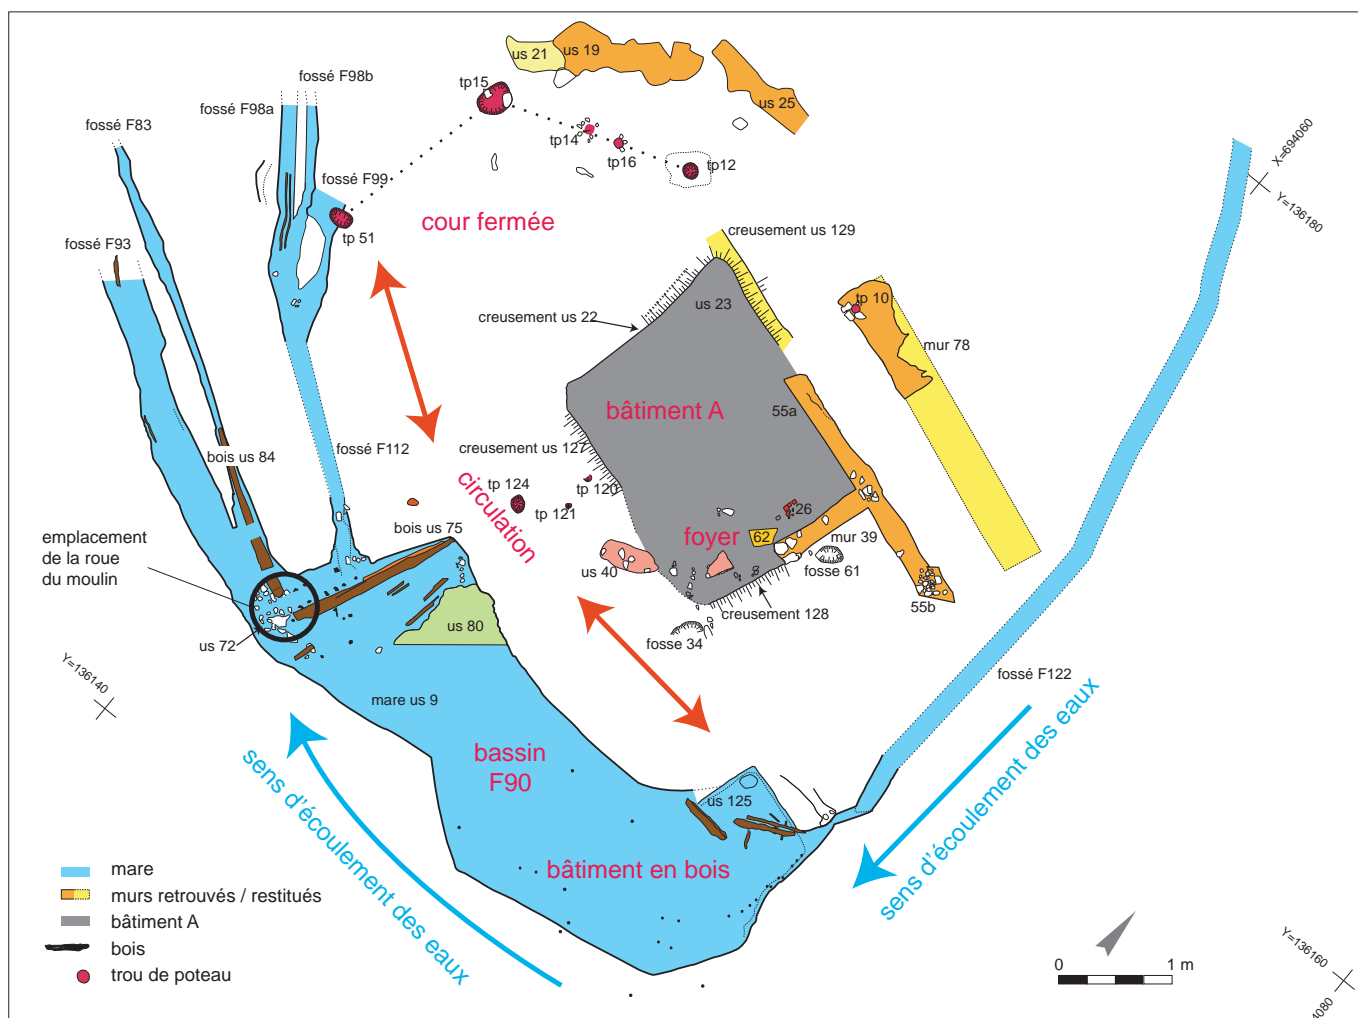 fossé F98b
us 21
us 19
fossé F98a
tp15
us 25
fossé F83
tp14
tp16
tp12
X=694060
Y=136180
fossé F99
tp 51
cour fermée
creusement us 129
fossé F93
us 23
tp 10
creusement us 22
mur 78
bâtiment A
55a
fossé F112
creusement us 127
bois us 84
circulation
tp 124
tp 120
tp 121
26
bois us 75
foyer
62
mur 39
emplacement
de la roue
du moulin
us 40
fosse 61
creusement 128
55b
us 72
us 80
fosse 34
Y=136140
fossé F122
mare us 9
sens d'écoulement des eaux
bassin
F90
us 125
sens d'écoulement des eaux
bâtiment en bois
mare
murs retrouvés / restitués
bâtiment A
bois
trou de poteau
0 1 m
Y=136160
4080